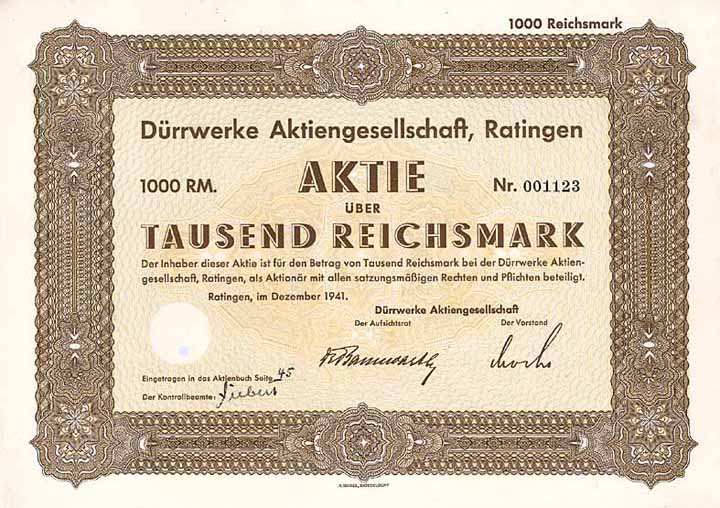 1000 Reichsmark
Dürrwerke Aktiengesellschaft, Ratingen
1000 RM. AKTIE Nr. 001123
ÜBER
TAUSEND REICHSMARK
Der Inhaber dieser Aktie ist für den Betrag von Tausend Reichsmark bei der Dürrwerke Aktien-
gesellschaft, Ratingen, als Aktionär mit allen satzungsmäßigen Rechten und Pflichten beteiligt.
Ratingen, im Dezember 1941.
Dürrwerke Aktiengesellschaft
Der Aufsichtsrat Der Vorstand
Eingetragen in das Aktienbuch Seite 45
Der Kontrollbeamte: